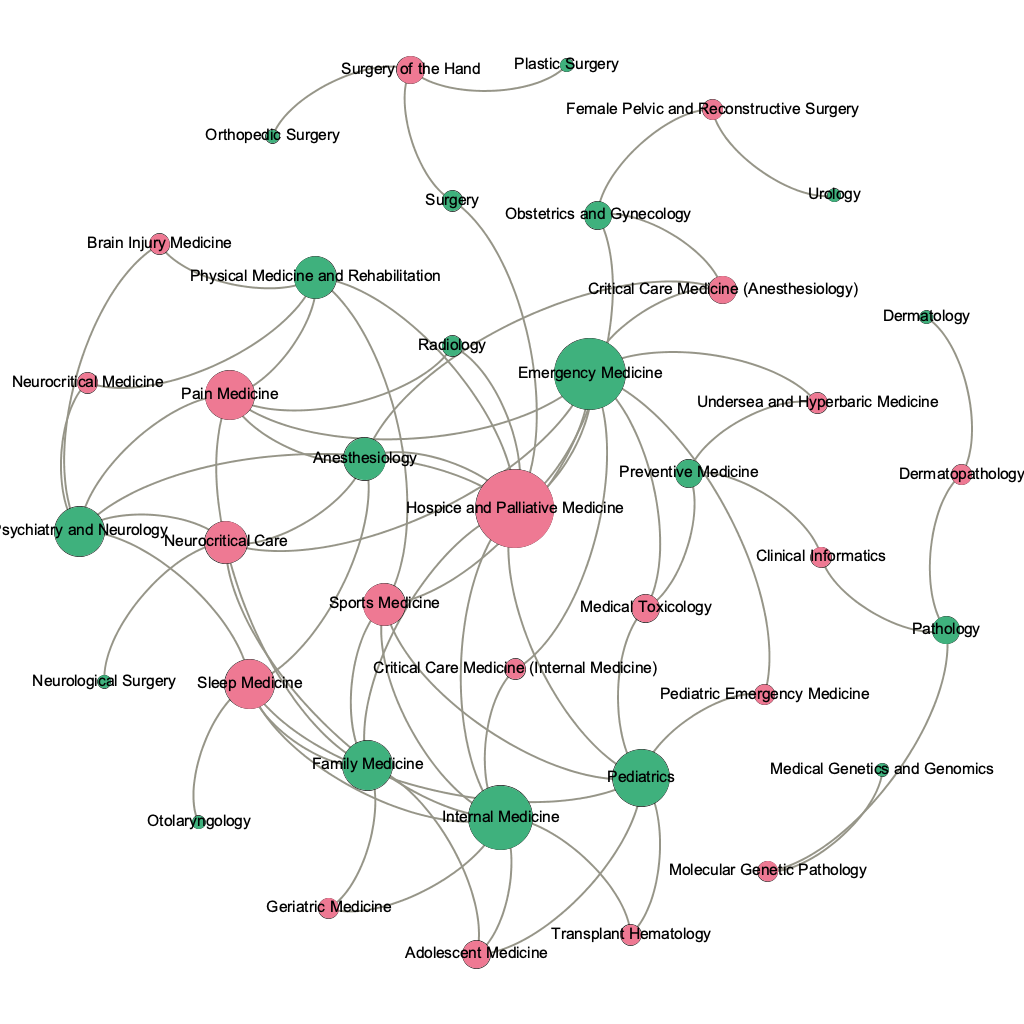 Plastic Surgery
Surgery of the Hand
Female Pelvic and Reconstructive Surgery
Orthopedic Surgery
Urology
Surgery
Obstetrics and Gynecology
Brain Injury Medicine
Physical Medicine and Rehabilitation
Critical Care Medicine (Anesthesiology)
Dermatology
Radiology
Emergency Medicine
Neurocritical Medicine
Pain Medicine
Undersea and Hyperbaric Medicine
Anesthesiology
Preventive Medicine
Dermatopathology
Hospice and Palliative Medicine
Psychiatry and Neurology
Neurocritical Care
Clinical Informatics
Sports Medicine
Medical Toxicology
Pathology
Critical Care Medicine (Internal Medicine)
Neurological Surgery
Sleep Medicine
Pediatric Emergency Medicine
Family Medicine
Medical Genetics and Genomics
Pediatrics
Internal Medicine
Otolaryngology
Molecular Genetic Pathology
Geriatric Medicine
Transplant Hematology
Adolescent Medicine